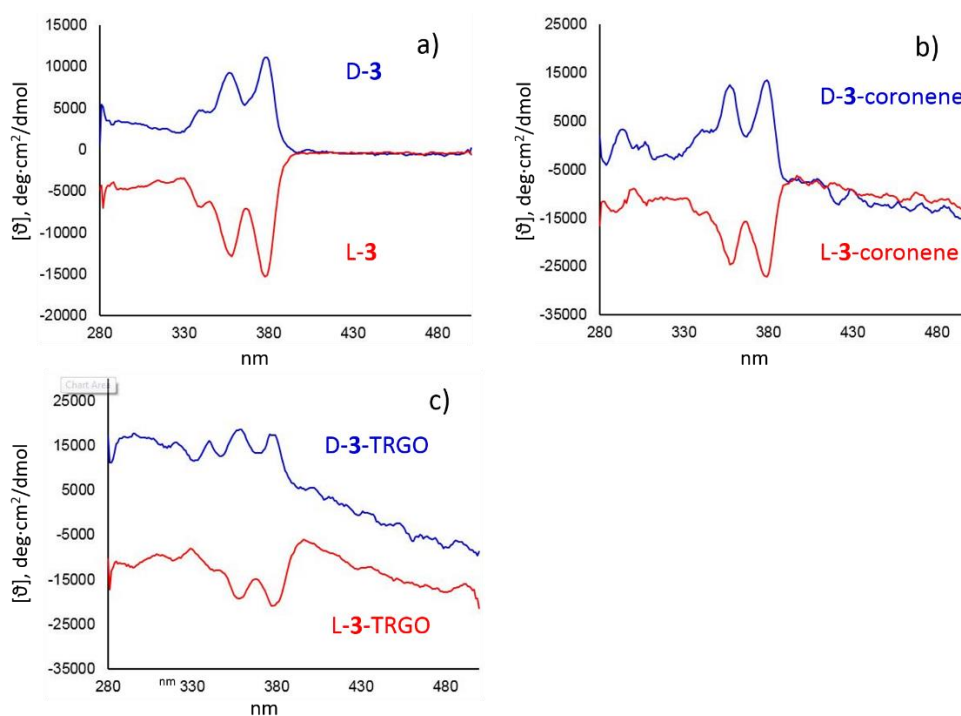 a)
15000
10000
5000
0
-5000
-10000
-15000
-20000
[ϑ], deg·cm²/dmol
D-3
L-3
280 330 380 430 480
nm
b)
25000
15000
5000
-5000
-15000
-25000
-35000
[ϑ], deg·cm²/dmol
D-3-coronene
L-3-coronene
280 330 380 430 480
nm
Chart Area
c)
25000
15000
5000
-5000
-15000
-25000
-35000
[ϑ], deg·cm²/dmol
D-3-TRGO
L-3-TRGO
280 nm 330 380 430 480
nm